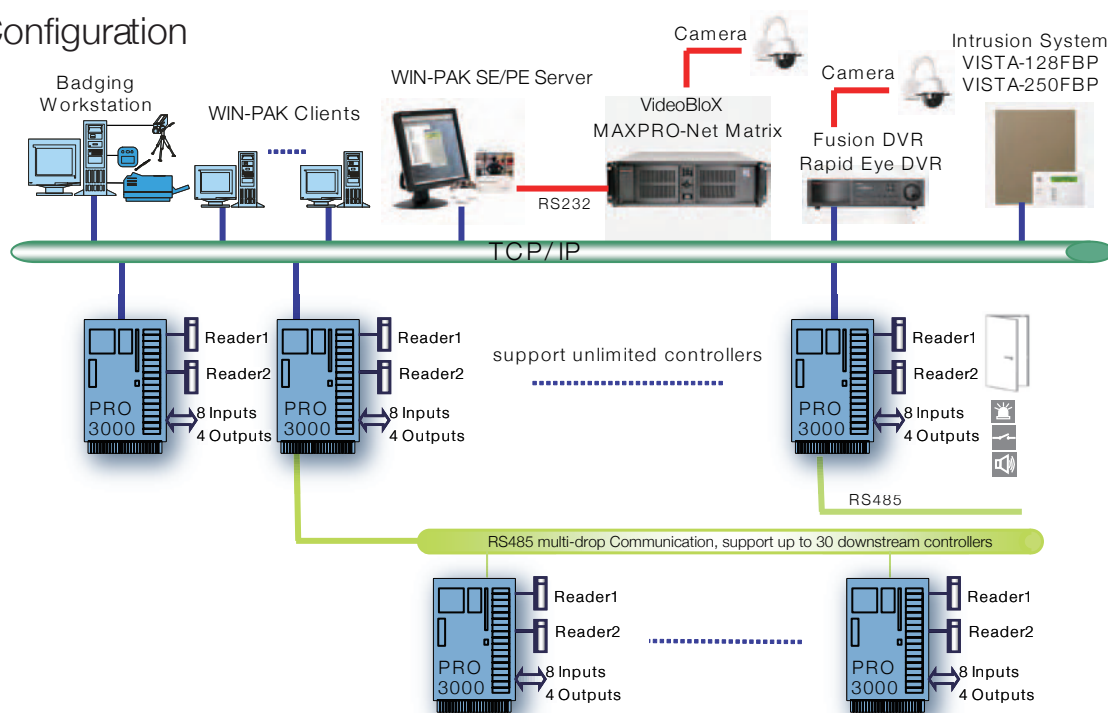 Configuration
Camera
Intrusion System
VISTA-128FBP
VISTA-250FBP
Badging
Workstation
WIN-PAK Clients
WIN-PAK SE/PE Server
Camera
VideoBloX
MAXPRO-Net Matrix
Fusion DVR
Rapid Eye DVR
RS232
TCP/IP
Reader1
Reader2
PRO
3000
8 Inputs
4 Outputs
Reader1
Reader2
PRO
3000
8 Inputs
4 Outputs
support unlimited controllers
Reader1
Reader2
PRO
3000
8 Inputs
4 Outputs
RS485
RS485 multi-drop Communication, support up to 30 downstream controllers
Reader1
Reader2
PRO
3000
8 Inputs
4 Outputs
Reader1
Reader2
PRO
3000
8 Inputs
4 Outputs